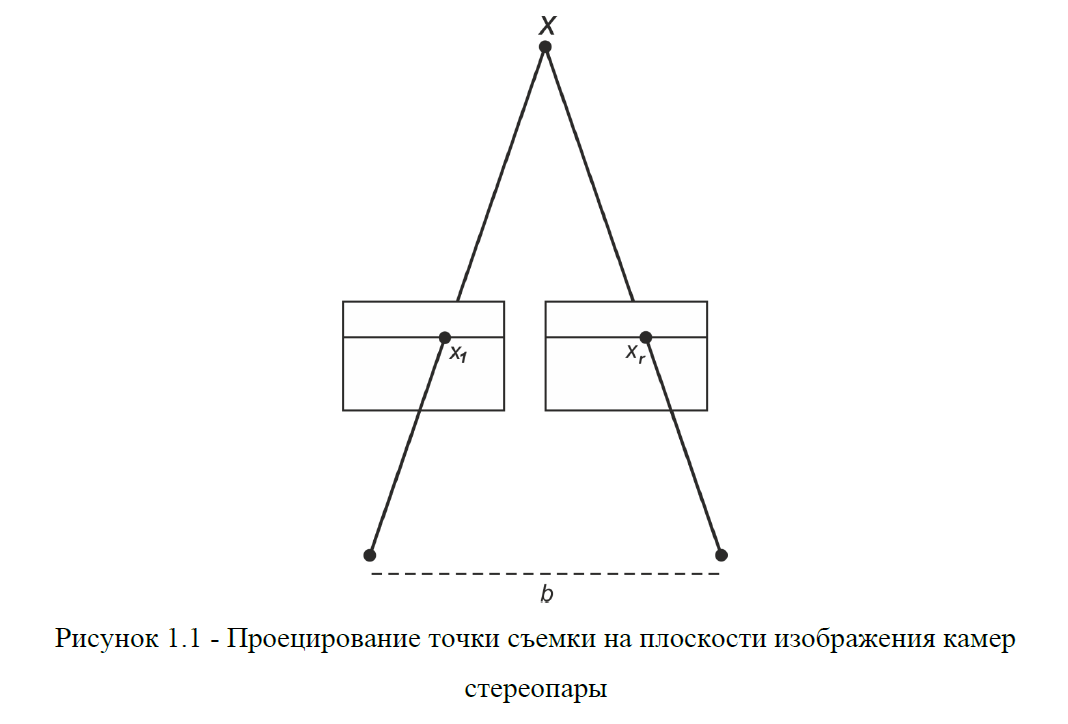 X
x₁
xᵣ
b
Рисунок 1.1 - Проецирование точки съемки на плоскости изображения камер
стереопары